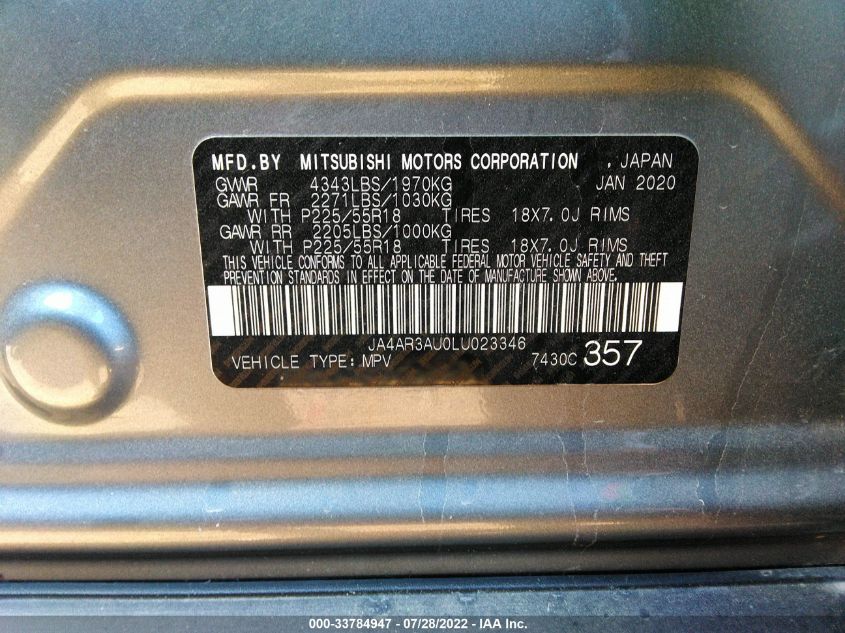 MFD.BY MITSUBISHI MOTORS CORPORATION , JAPAN
GVWR 4343LBS/1970KG JAN 2020
GAWR FR 2271LBS/1030KG
WITH P225/55R18 TIRES 18X7.0J RIMS
GAWR RR 2205LBS/1000KG
WITH P225/55R18 TIRES 18X7.0J RIMS
THIS VEHICLE CONFORMS TO ALL APPLICABLE FEDERAL MOTOR VEHICLE SAFETY AND THEFT
PREVENTION STANDARDS IN EFFECT ON THE DATE OF MANUFACTURE SHOWN ABOVE.
JA4AR3AU0LU023346
VEHICLE TYPE: MPV 7430C 357
000-33784947 - 07/28/2022 - IAA Inc.